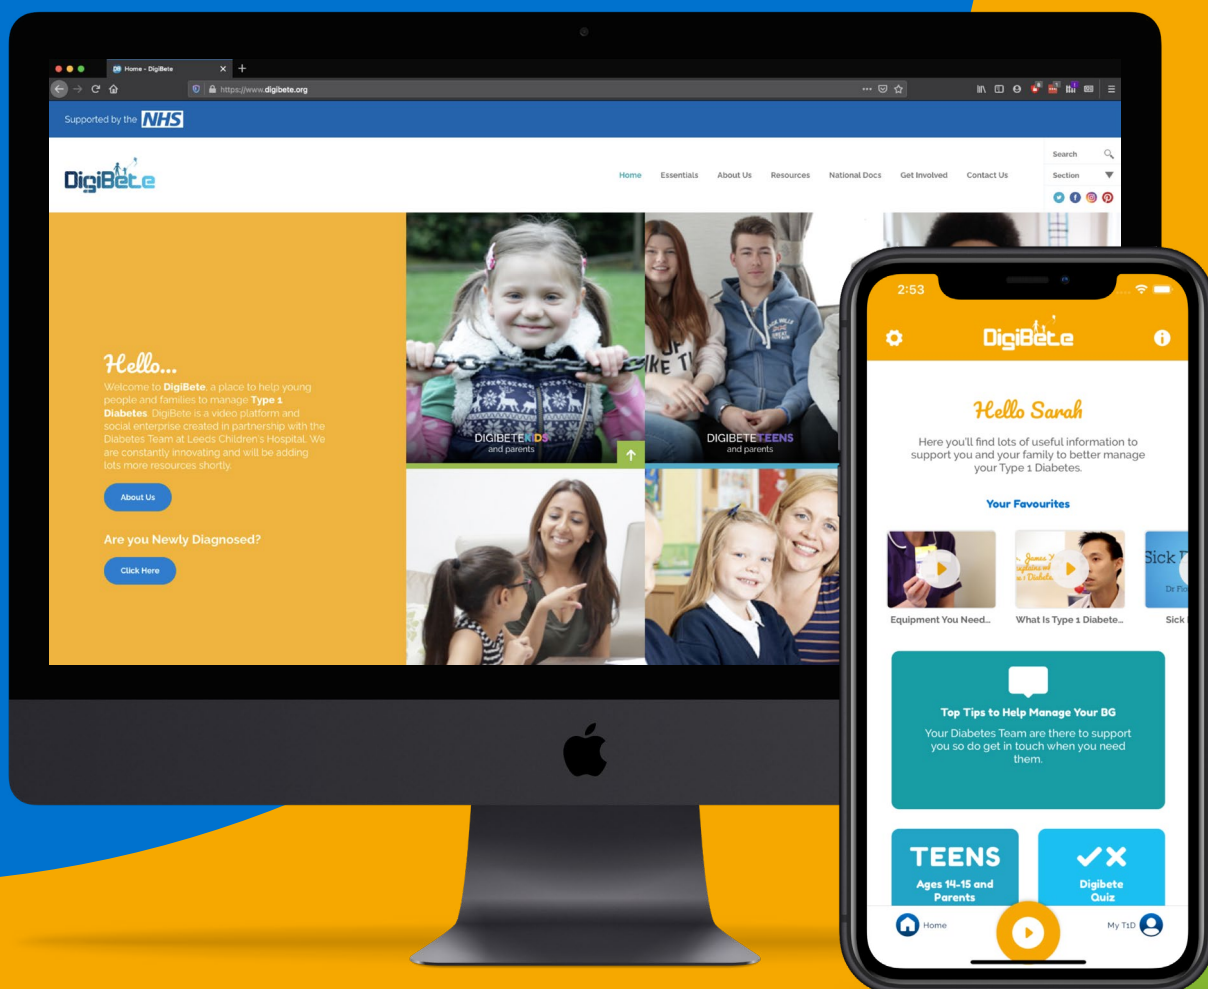 Home - DigiBete
https://www.digibete.org
Supported by the NHS
DigiBete
Home Essentials About Us Resources National Docs Get Involved Contact Us
Search
Section
Hello...
Welcome to DigiBete, a place to help young
people and families to manage Type 1
Diabetes. DigiBete is a video platform and
social enterprise created in partnership with the
Diabetes Team at Leeds Children's Hospital. We
are constantly innovating and will be adding
lots more resources shortly.
About Us
Are you Newly Diagnosed?
Click Here
DIGIBETEKIDS
and parents
DIGIBETETEENS
and parents
2:53
DigiBete
Hello Sarah
Here you'll find lots of useful information to
support you and your family to better manage
your Type 1 Diabetes.
Your Favourites
Equipment You Need...
What Is Type 1 Diabete...
Sick
Sick
Top Tips to Help Manage Your BG
Your Diabetes Team are there to support
you so do get in touch when you need
them.
TEENS
Ages 14-15 and
Parents
Digibete
Quiz
Home
My T1D